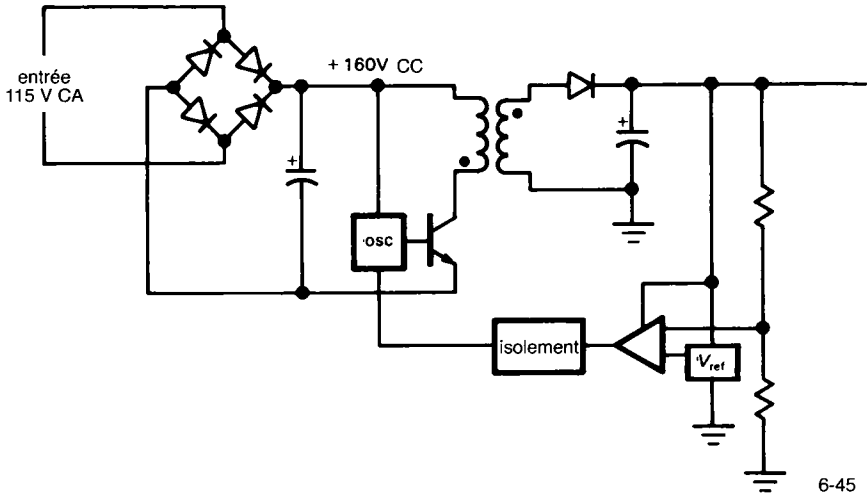 entrée
115 V CA
+ 160V CC
+
+
osc
isolement
Vref
6-45